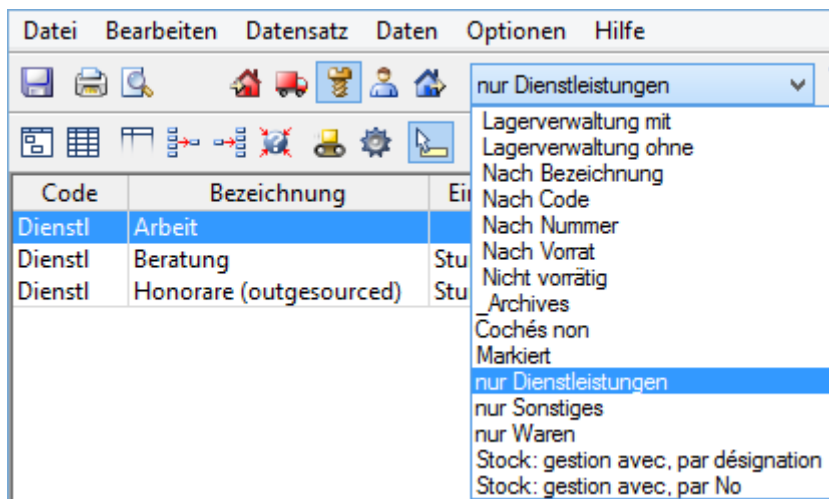 Datei Bearbeiten Datensatz Daten Optionen Hilfe
nur Dienstleistungen
Lagerverwaltung mit
Lagerverwaltung ohne
Nach Bezeichnung
Nach Code
Nach Nummer
Nach Vorrat
Nicht vorrätig
_Archives
Cochés non
Markiert
nur Dienstleistungen
nur Sonstiges
nur Waren
Stock: gestion avec, par désignation
Stock: gestion avec, par No
Code Bezeichnung Ei
Dienstl Arbeit
Dienstl Beratung Stu
Dienstl Honorare (outgesourced) Stu